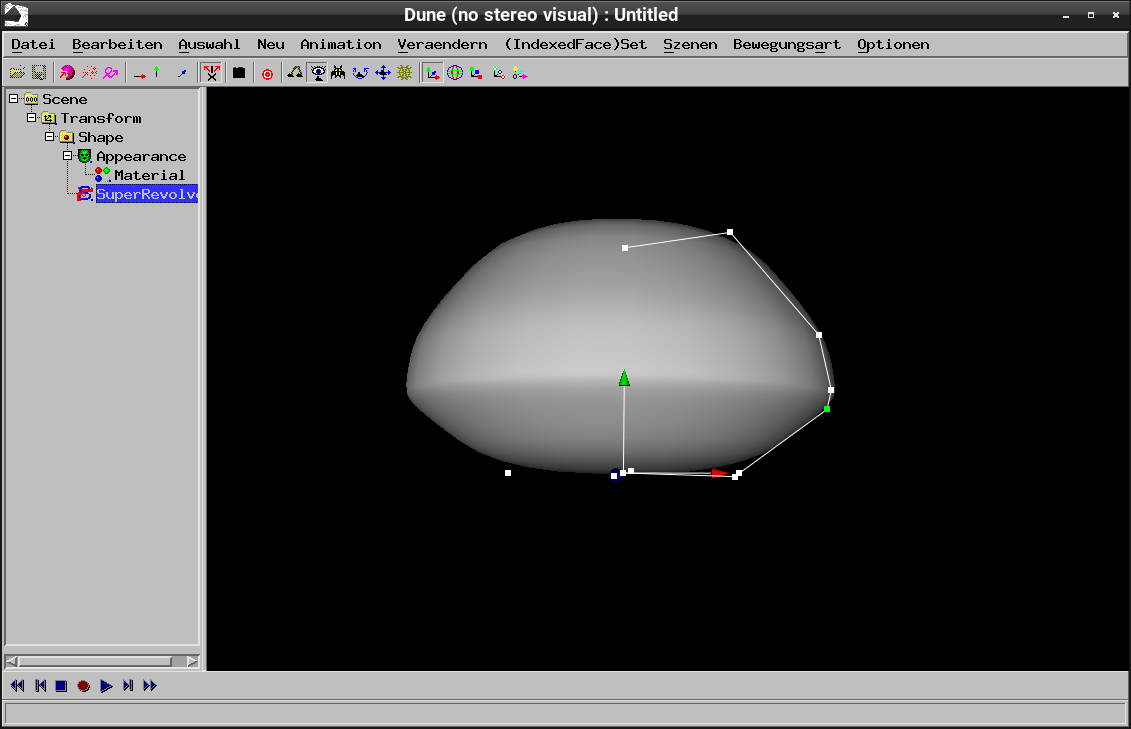 Dune (no stereo visual) : Untitled
Datei Bearbeiten Auswahl Neu Animation Veraendern (IndexedFace)Set Szenen Bewegungsart Optionen
Scene
Transform
Shape
Appearance
Material
SuperRevolve